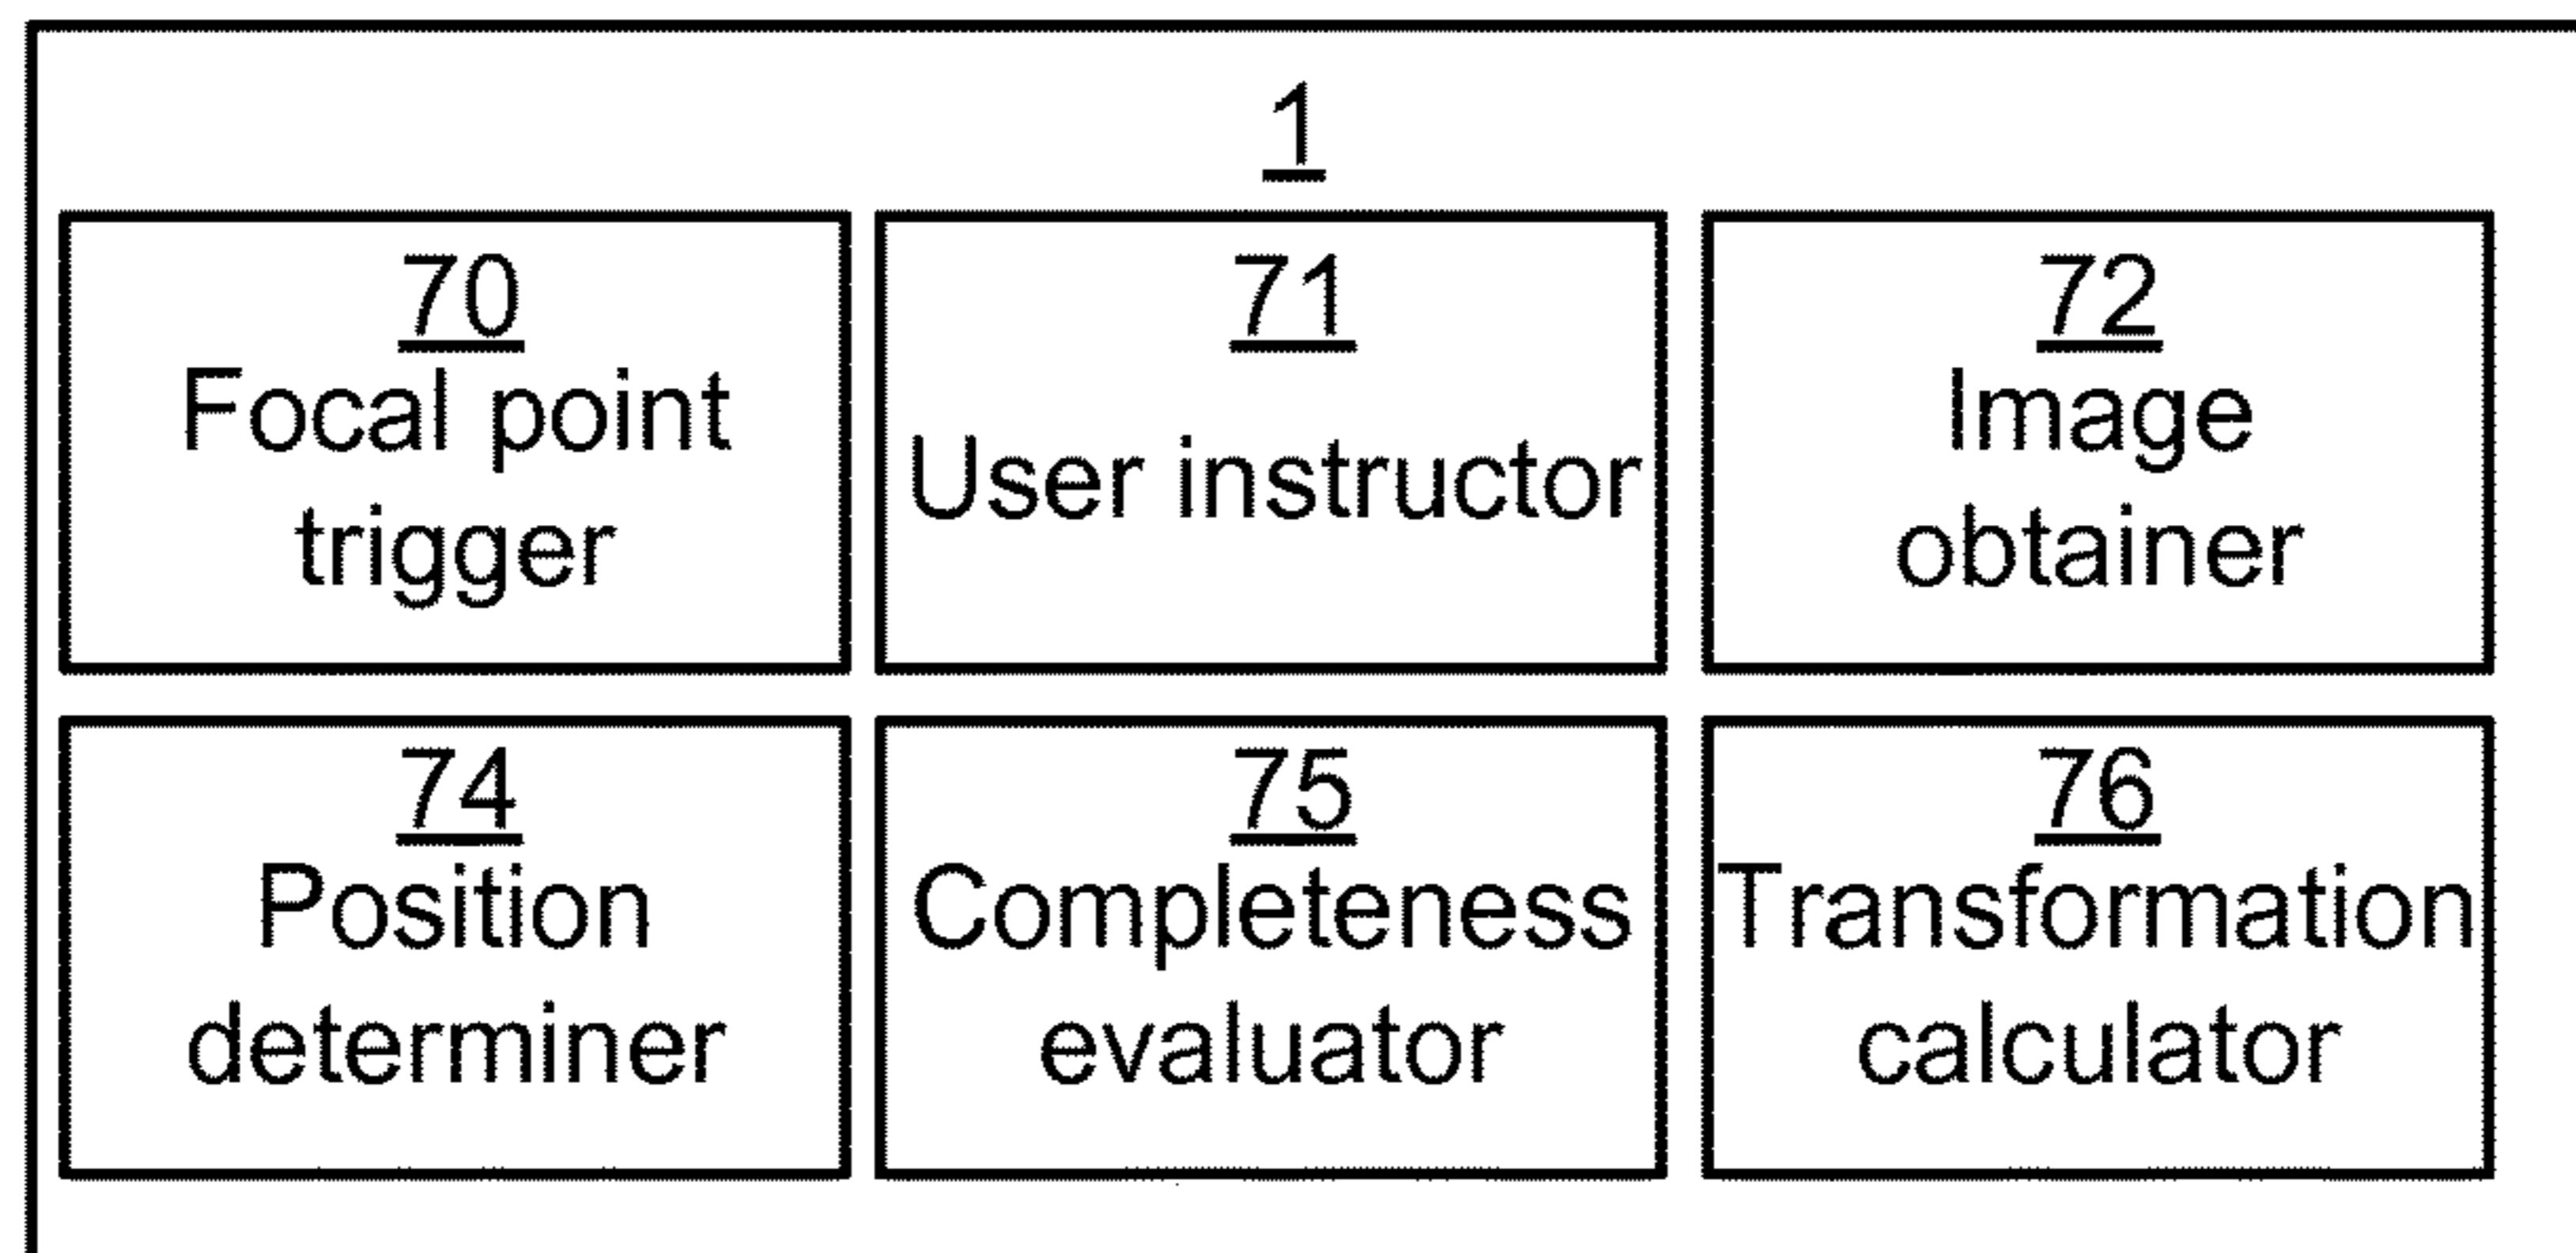 1
70
Focal point
trigger
71
User instructor
72
Image
obtainer
74
Position
determiner
75
Completeness
evaluator
76
Transformation
calculator